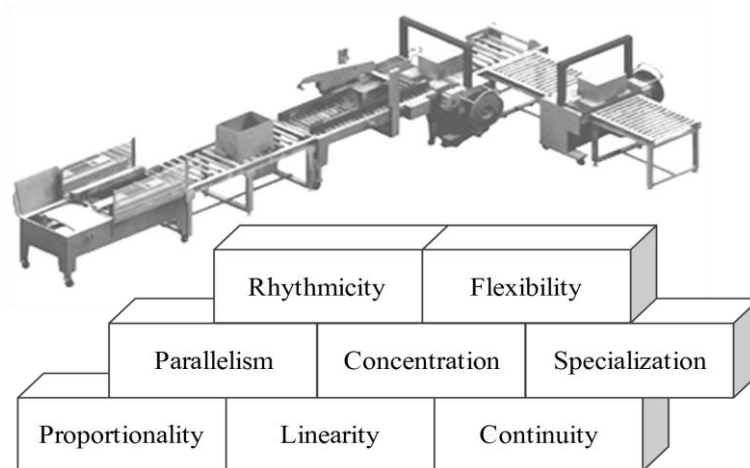 Rhythmicity Flexibility
Parallelism Concentration Specialization
Proportionality Linearity Continuity